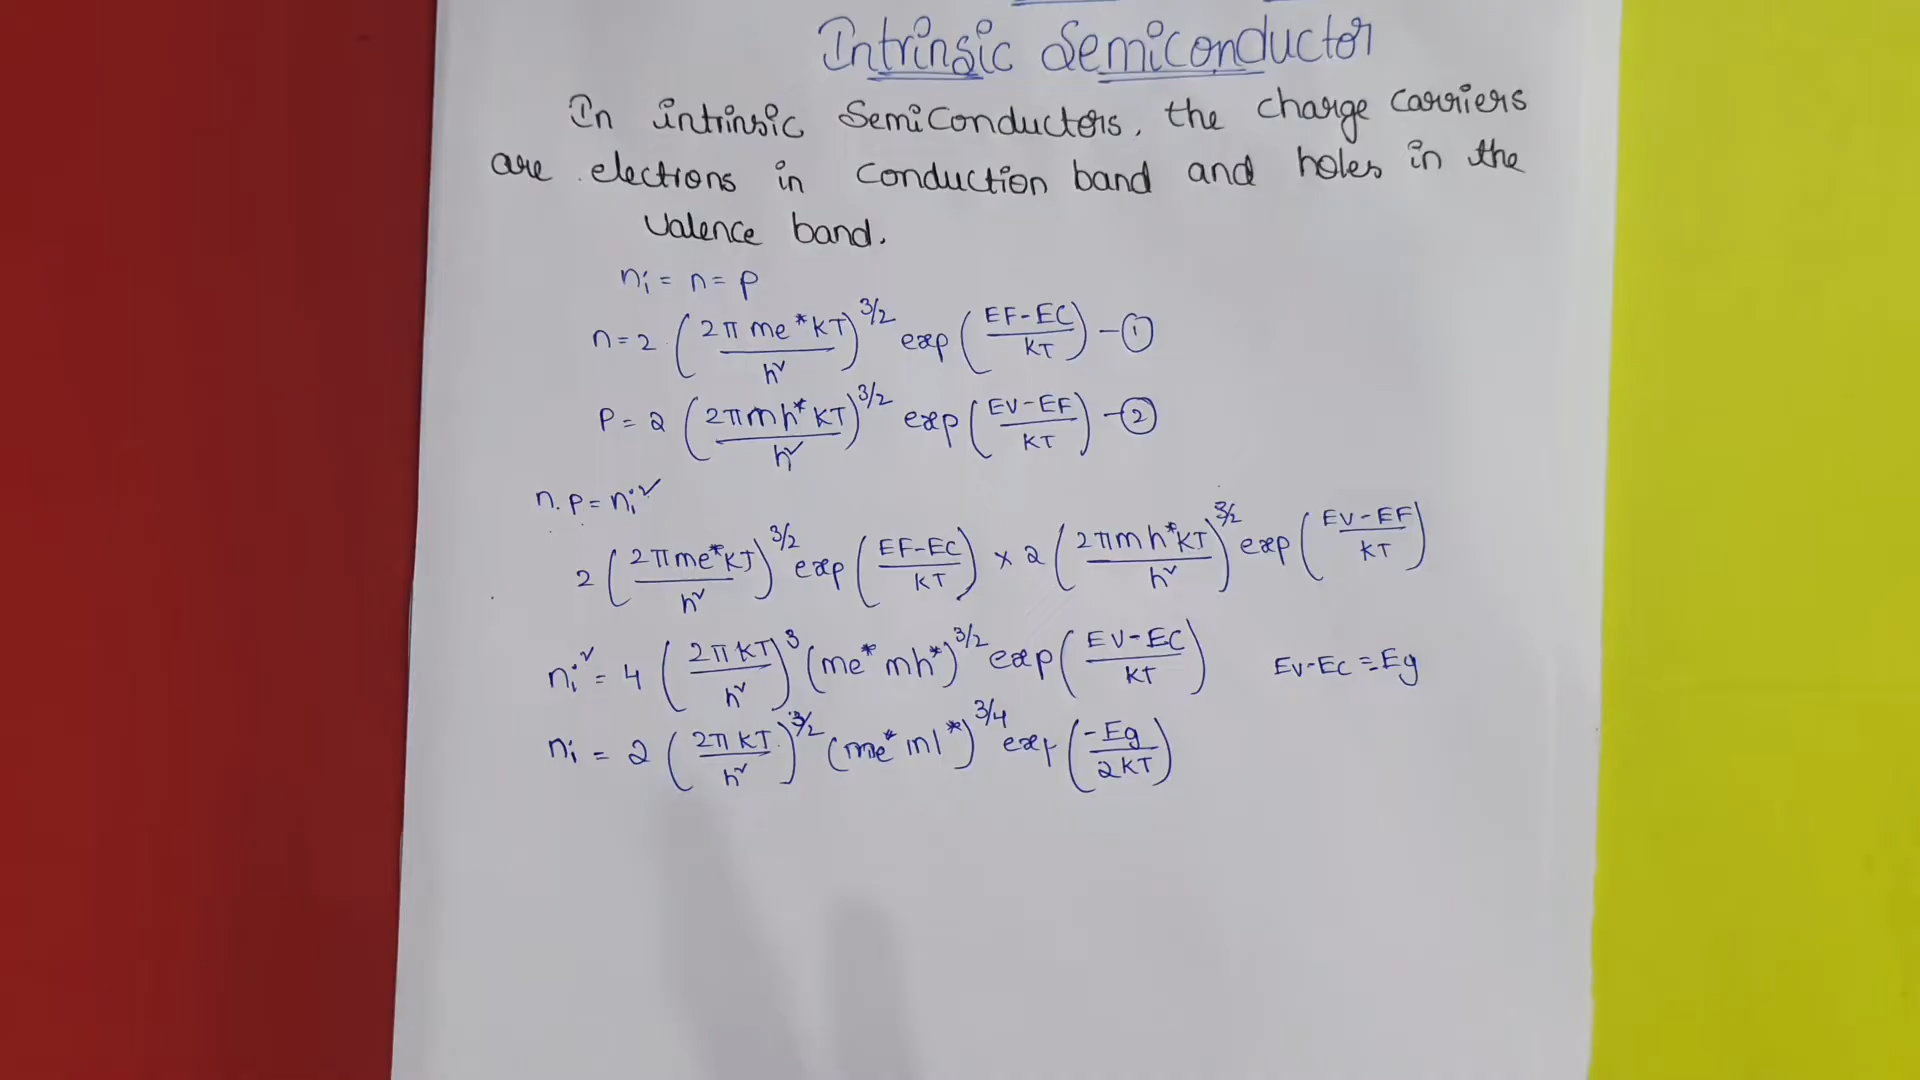 Intrinsic Semiconductor
In intrinsic SemiConductors, the charge carriers
are elections in conduction band and holes in the
valence band.
ni = n = p
n = 2 (2π me* KT / h²)^3/2 exp (EF-EC / KT) - ①
P = 2 (2π mh* KT / h²)^3/2 exp (EV-EF / KT) - ②
n.p = ni²
2 (2π me* KT / h²)^3/2 exp (EF-EC / KT) × 2 (2π mh* KT / h²)^3/2 exp (EV-EF / KT)
ni² = 4 (2π KT / h²)^3 (me* mh*)^3/2 exp (EV-EC / KT) Ev-Ec = Eg
ni = 2 (2π KT / h²)^3/2 (me* ml*)^3/4 exp (-Eg / 2KT)